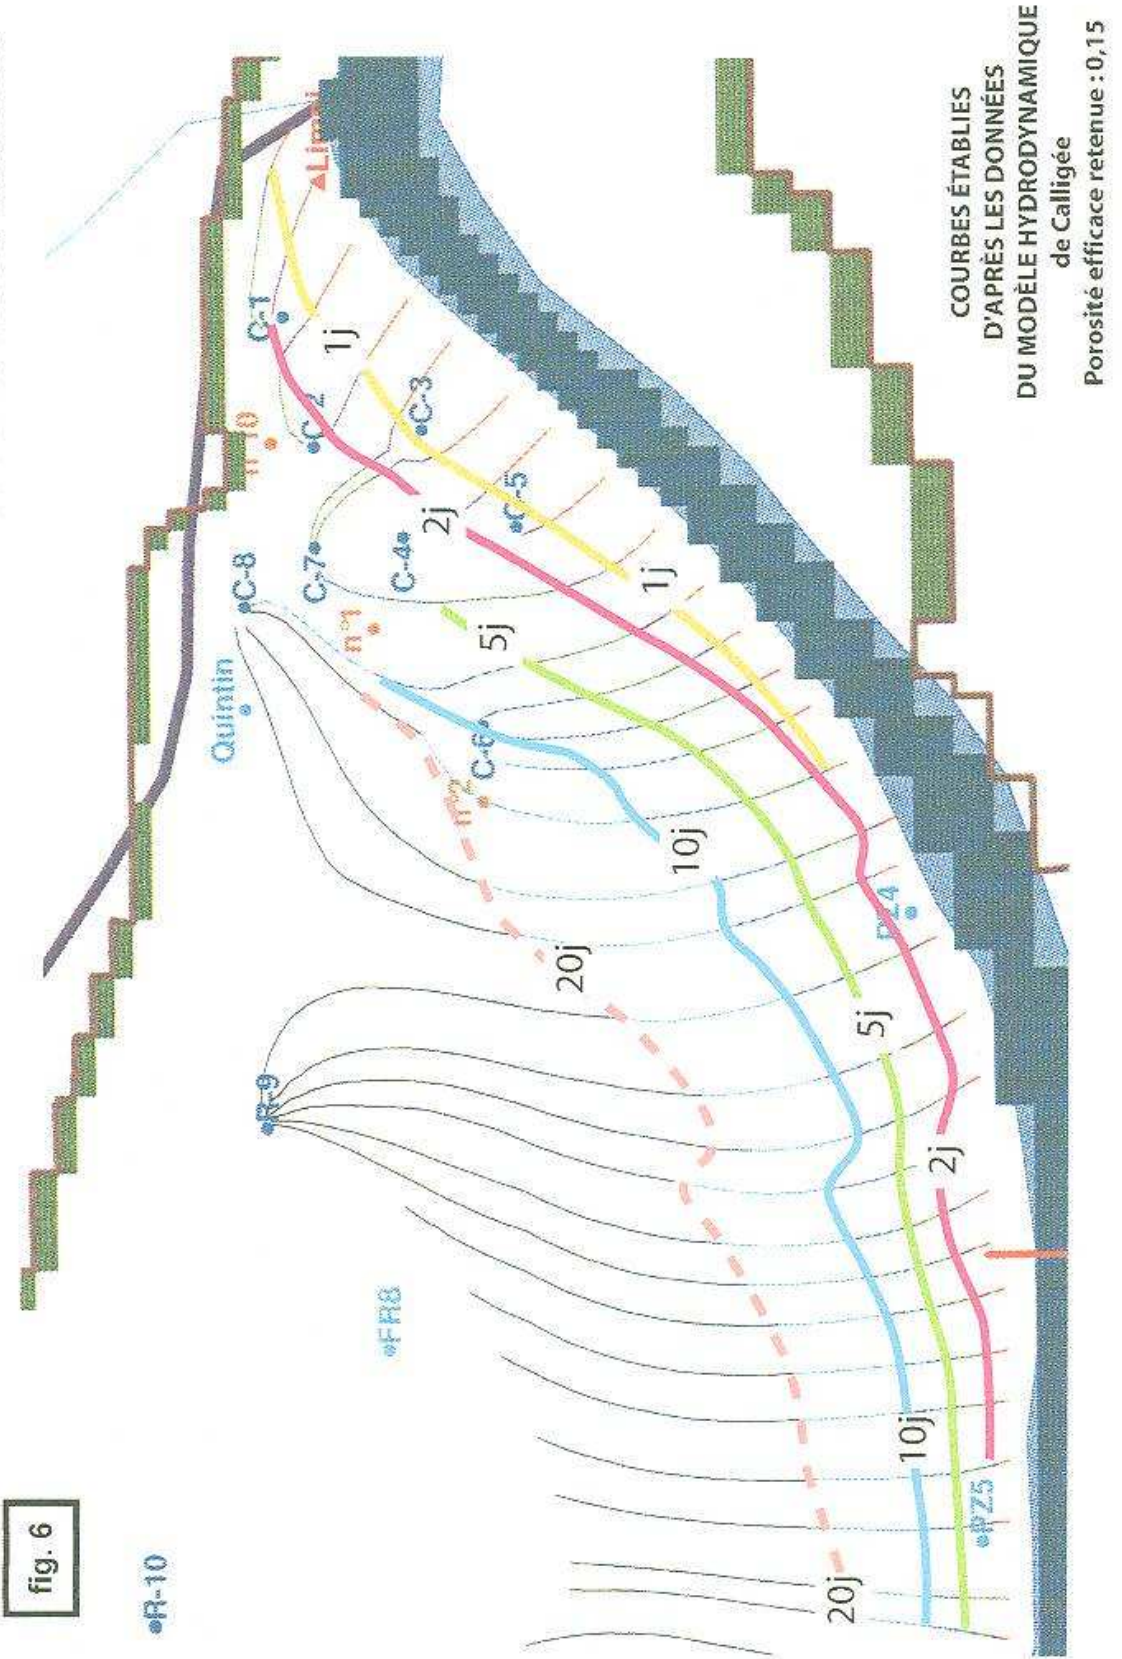 fig. 6
R-10
R-9
FR8
Quintin
C-8
C-7
n°1
C-4
n°10
C-2
C-1
C-3
C-5
C-6
n°2
PZ5
1j
1j
2j
2j
5j
5j
10j
10j
20j
20j
COURBES ÉTABLIES
D'APRÈS LES DONNÉES
DU MODÈLE HYDRODYNAMIQUE
de Calligée
Porosité efficace retenue : 0,15